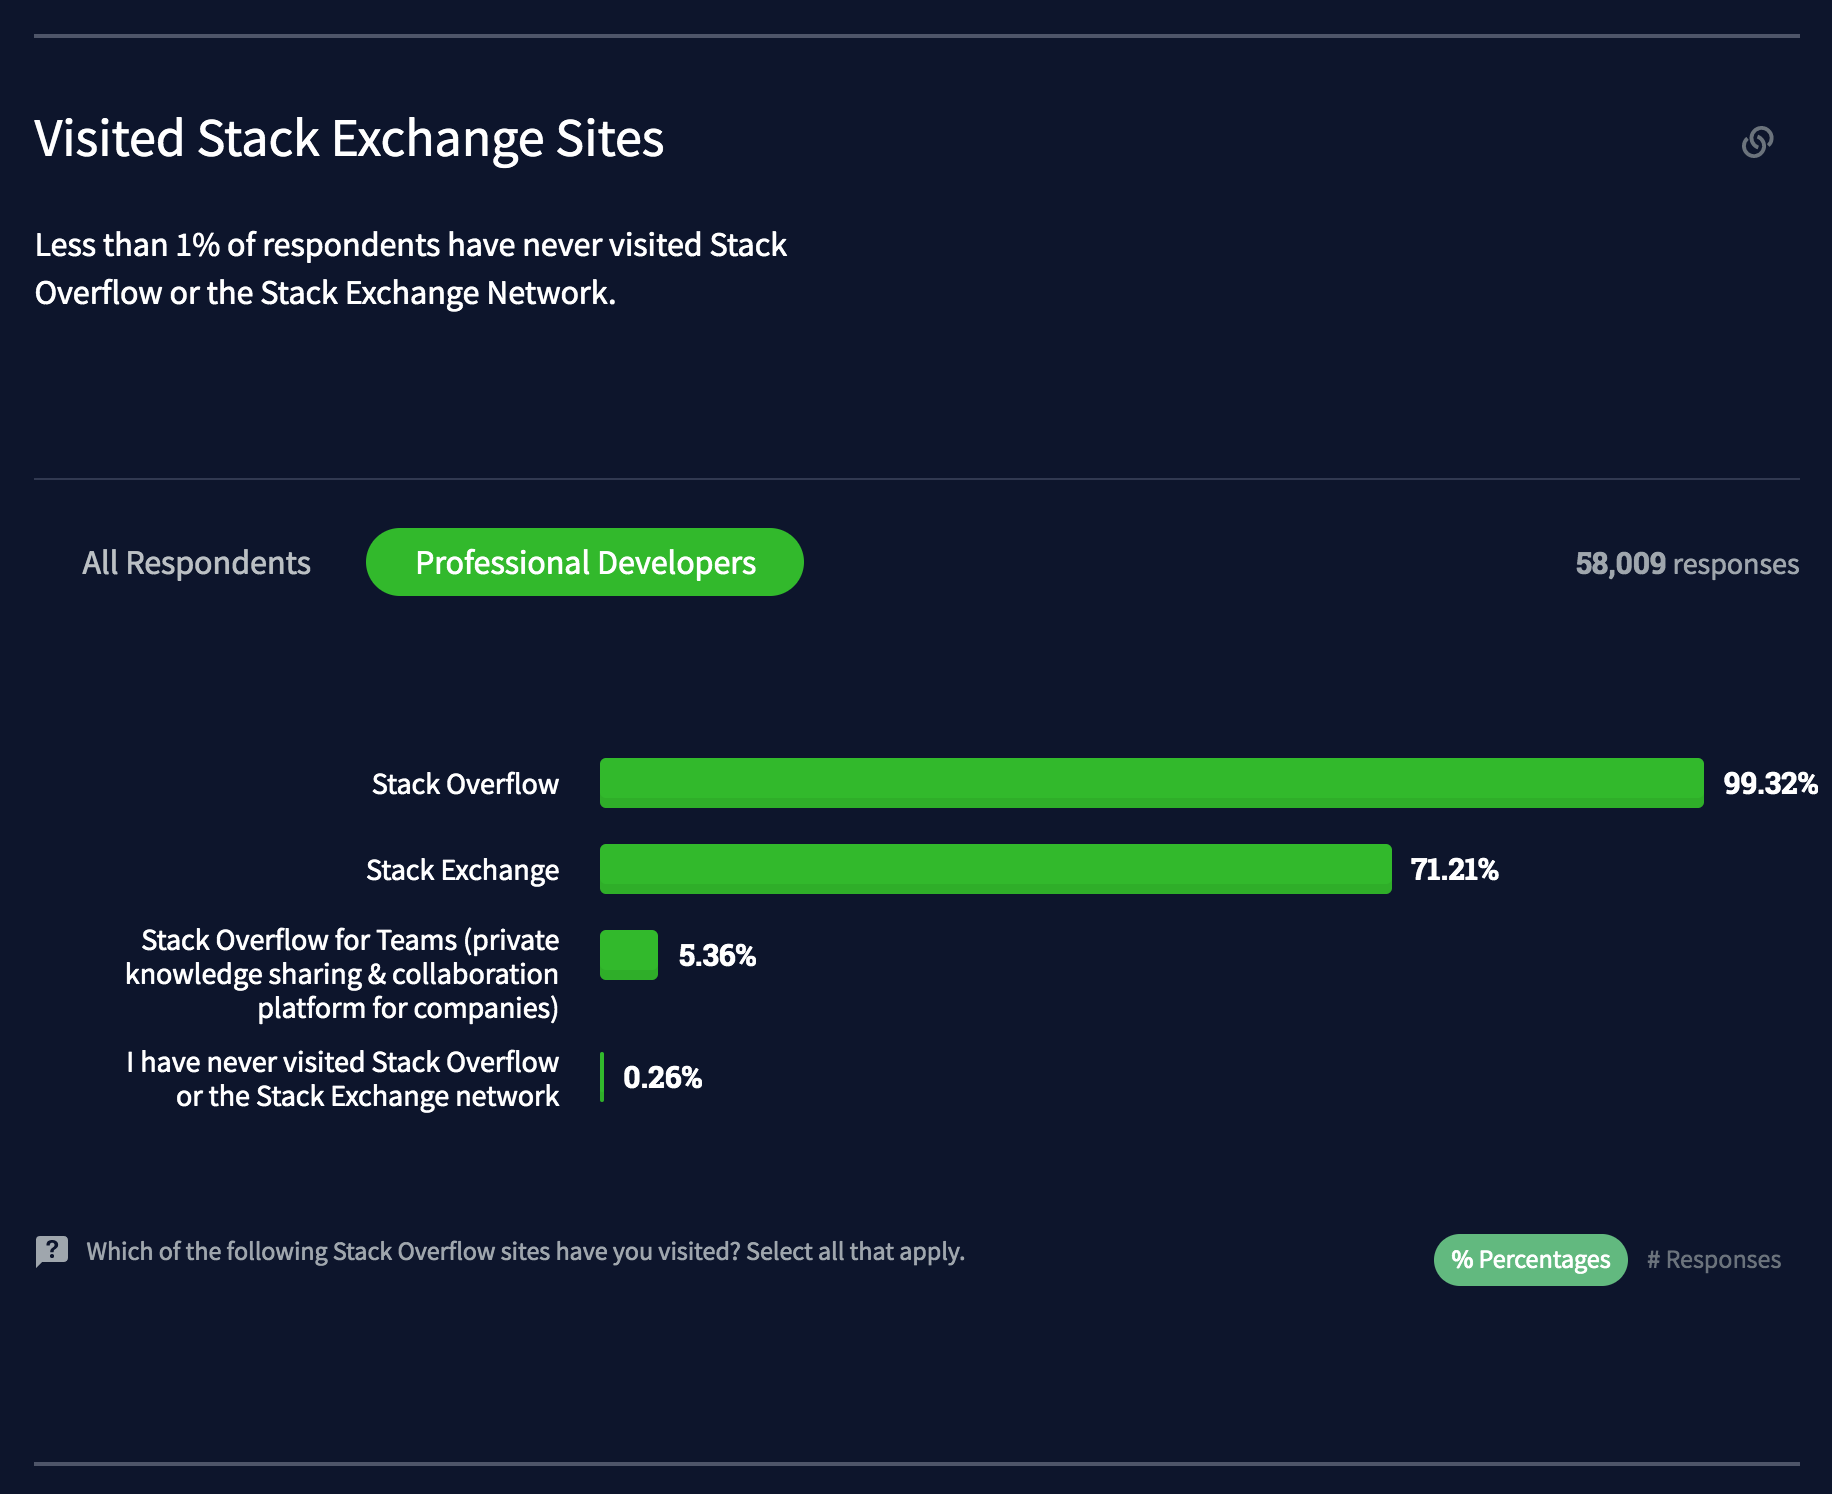 Visited Stack Exchange Sites
Less than 1% of respondents have never visited Stack
Overflow or the Stack Exchange Network.
All Respondents
Professional Developers
58,009 responses
Stack Overflow
99.32%
Stack Exchange
71.21%
Stack Overflow for Teams (private
knowledge sharing & collaboration
platform for companies)
5.36%
I have never visited Stack Overflow
or the Stack Exchange network
0.26%
? Which of the following Stack Overflow sites have you visited? Select all that apply.
% Percentages
# Responses